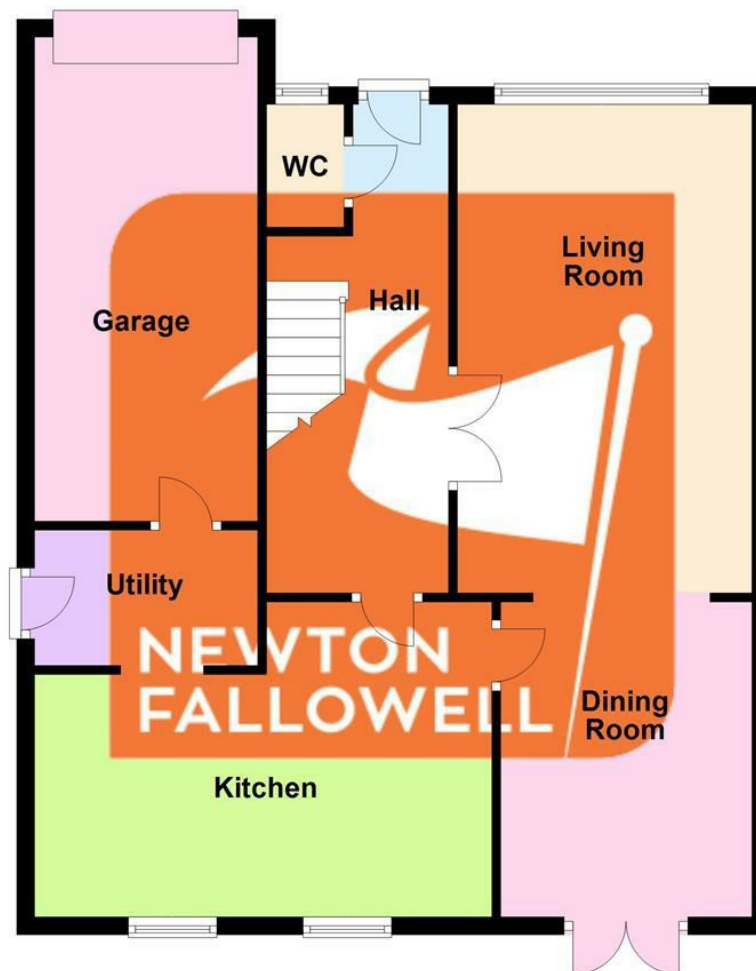 WC
Living
Room
Hall
Garage
Utility
NEWTON
FALLOWELL
Dining
Room
Kitchen